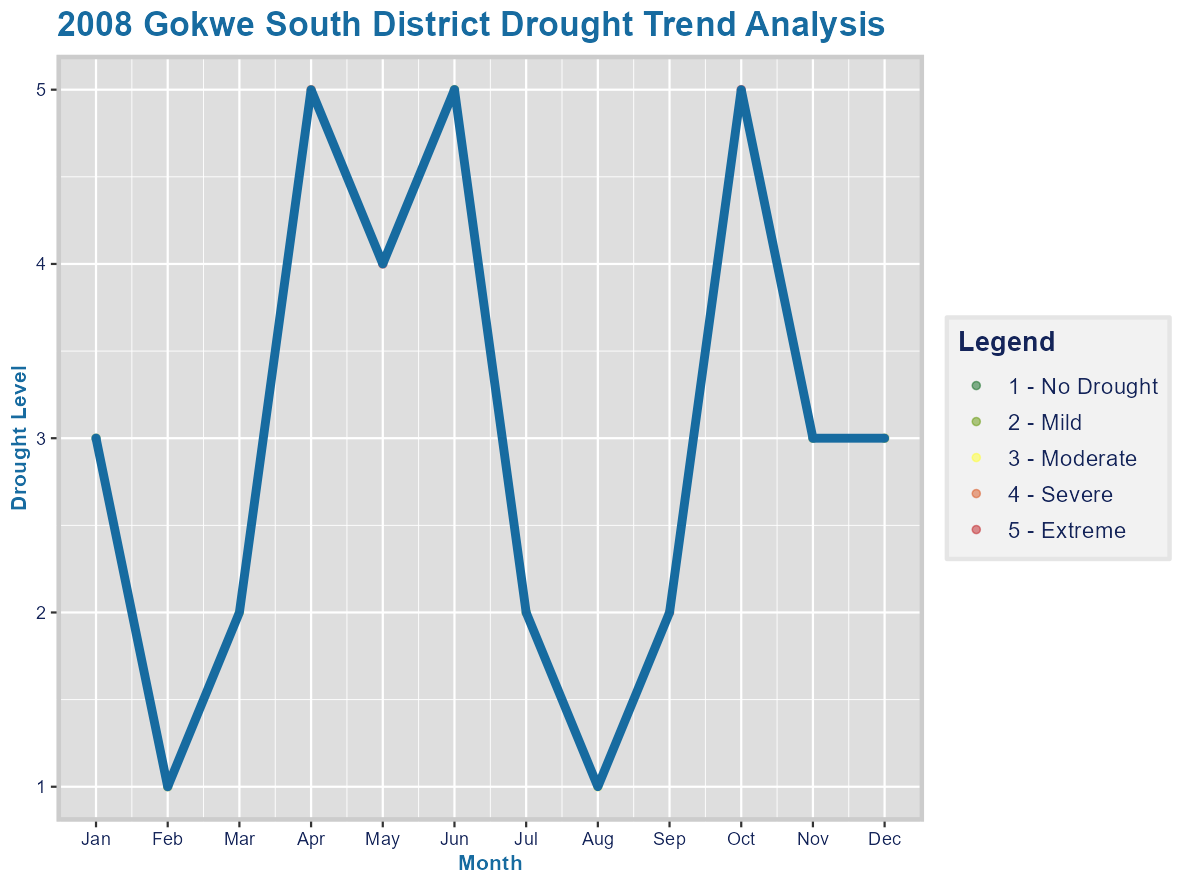 2008 Gokwe South District Drought Trend Analysis
5
4
3
2
1
Drought Level
Jan Feb Mar Apr May Jun Jul Aug Sep Oct Nov Dec
Month
Legend
1 - No Drought
2 - Mild
3 - Moderate
4 - Severe
5 - Extreme